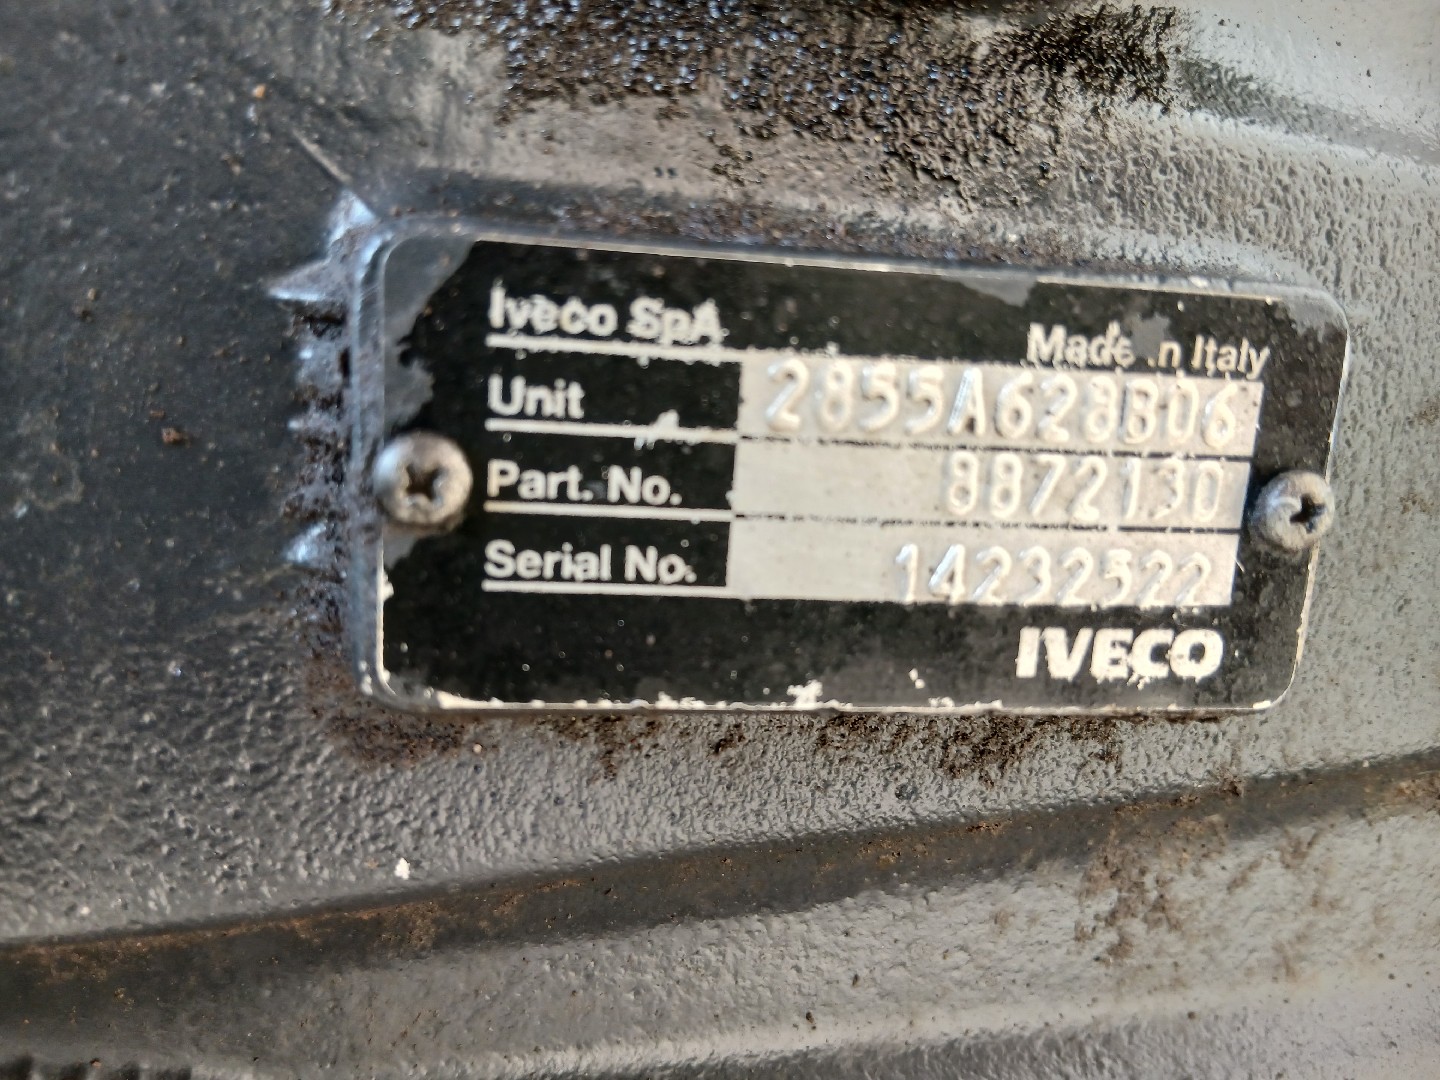 Iveco SpA
Made in Italy
Unit 2855A628B06
Part. No. 8872130
Serial No. 14232522
IVECO